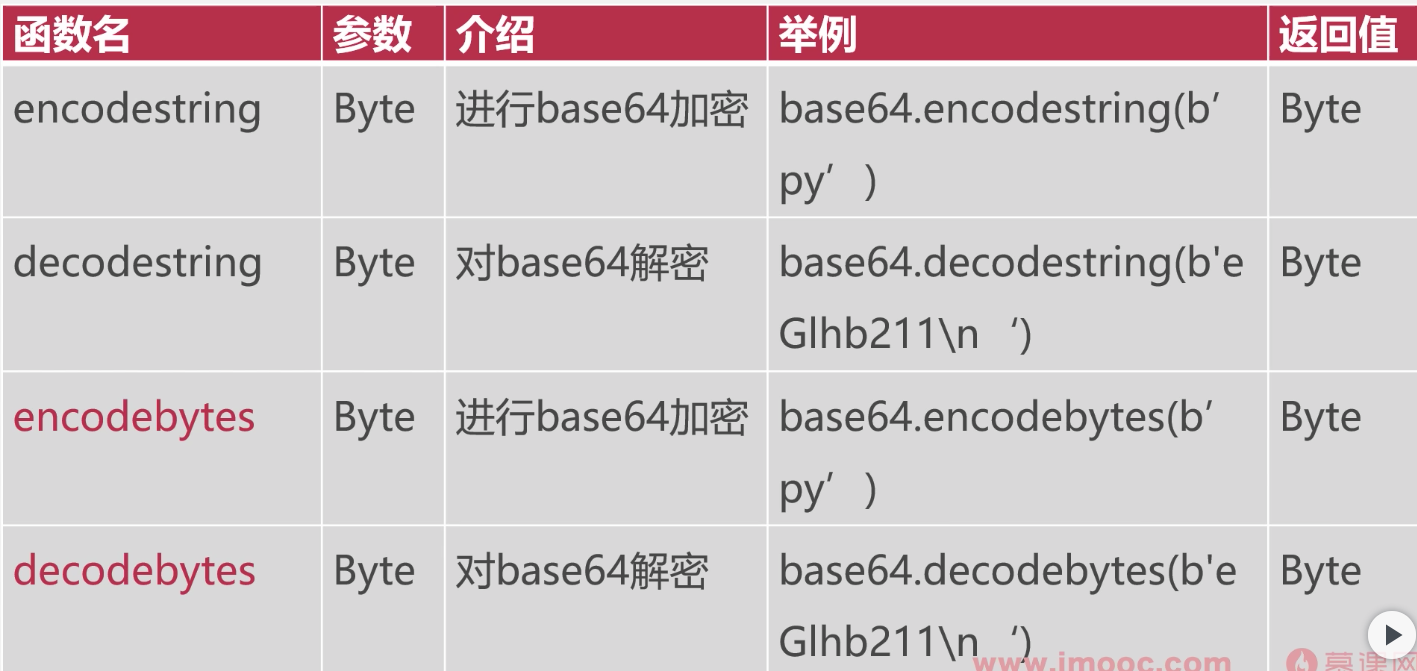 函数名 参数 介绍 举例 返回值
encodestring Byte 进行base64加密 base64.encodestring(b’ Byte
py’ )
decodestring Byte 对base64解密 base64.decodestring(b'e Byte
Glhb211\n ‘)
encodebytes Byte 进行base64加密 base64.encodebytes(b’ Byte
py’ )
decodebytes Byte 对base64解密 base64.decodebytes(b'e Byte
Glhb211\n ‘)
www.imooc.com 慕课网